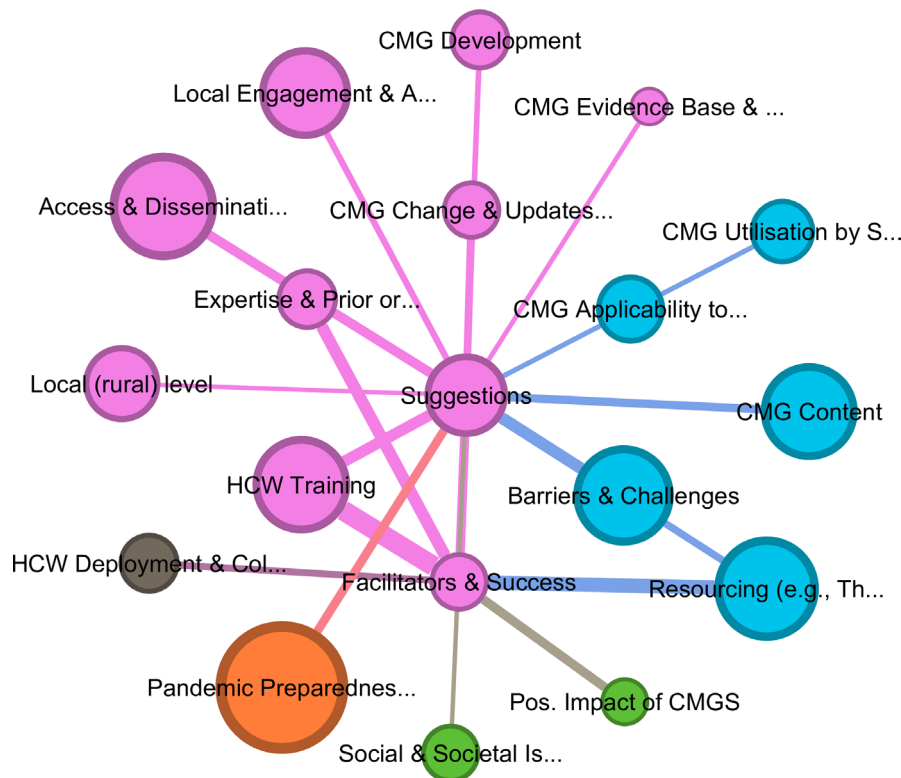 CMG Development
Local Engagement & A...
CMG Evidence Base & ...
Access & Disseminati...
CMG Change & Updates...
CMG Utilisation by S...
Expertise & Prior or...
CMG Applicability to...
Local (rural) level
Suggestions
CMG Content
HCW Training
Barriers & Challenges
HCW Deployment & Col...
Facilitators & Success
Resourcing (e.g., Th...
Pandemic Preparednes...
Pos. Impact of CMGS
Social & Societal Is...